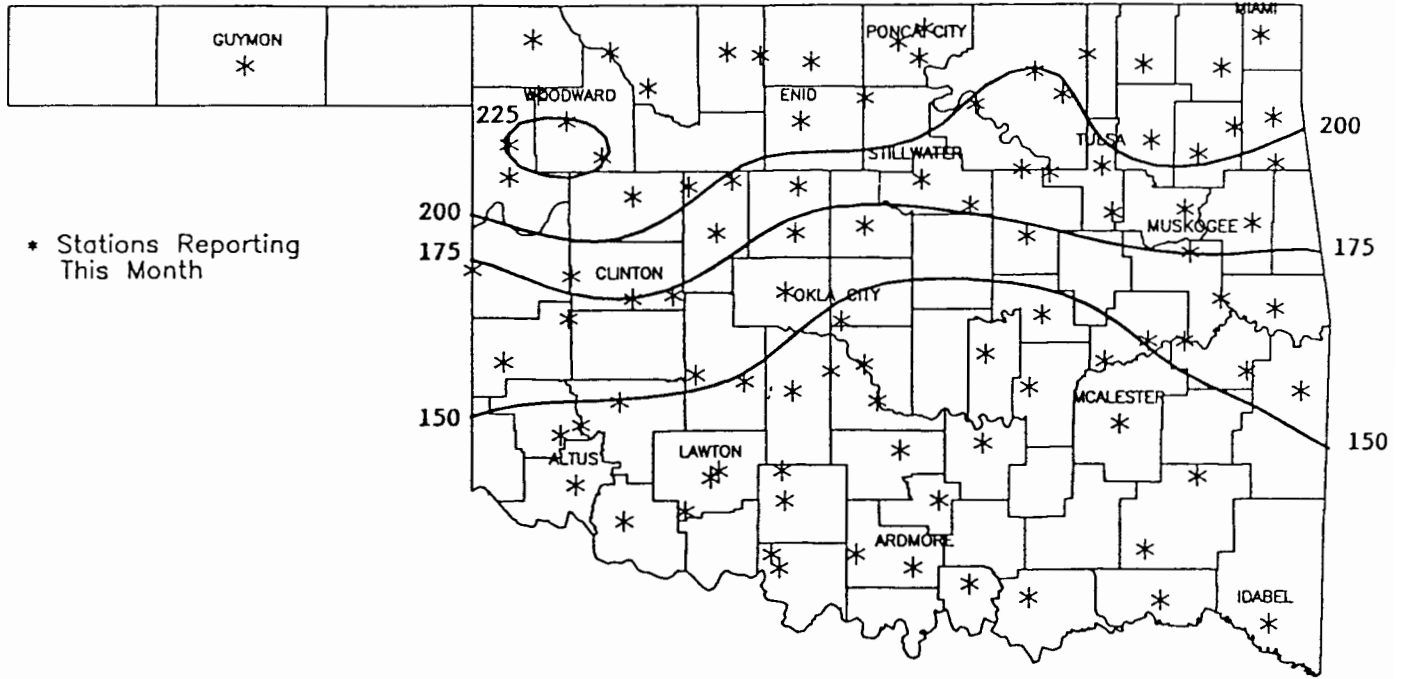 MIAMI
GUYMON
PONCA CITY
WOODWARD
ENID
225
TULSA
200
STILLWATER
200
MUSKOGEE
* Stations Reporting
This Month
175
175
CLINTON
OKLA CITY
MCALESTER
150
150
LAWTON
ALTUS
ARDMORE
IDABEL